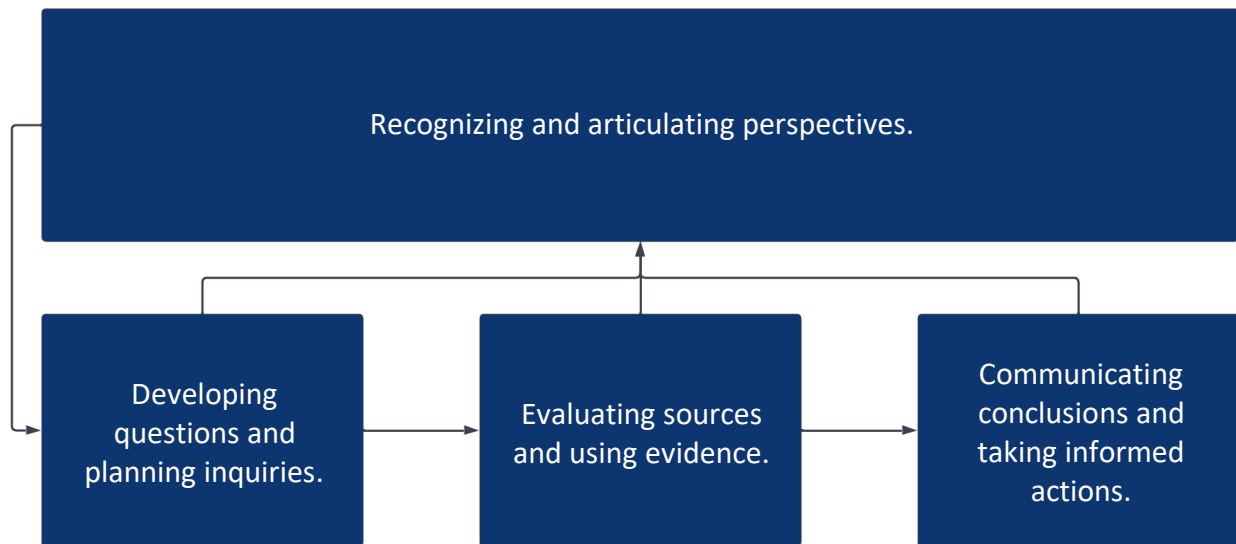 Recognizing and articulating perspectives.
Developing
questions and
planning inquiries.
Evaluating sources
and using evidence.
Communicating
conclusions and
taking informed
actions.